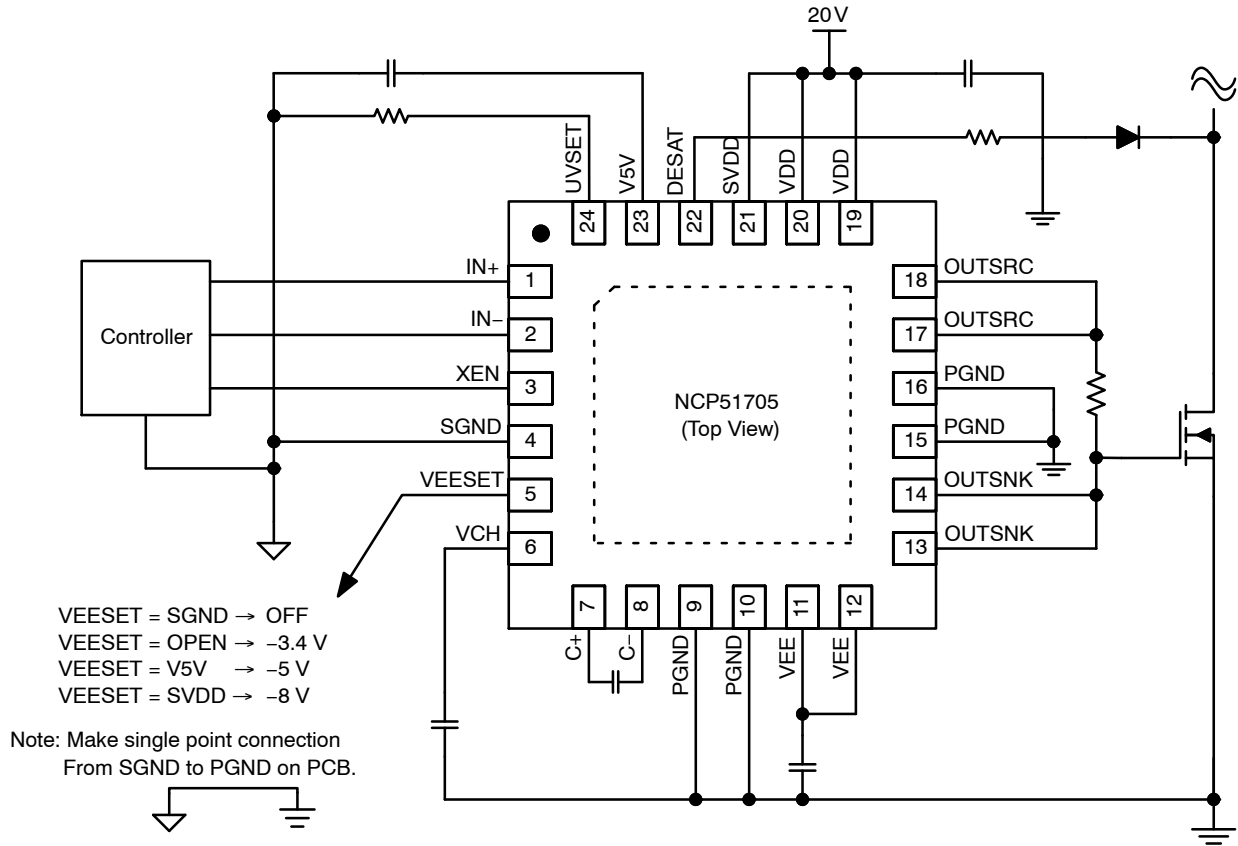 20V
UVSET
V5V
DESAT
SVDD
VDD
VDD
24
23
22
21
20
19
Controller
IN+
IN−
XEN
SGND
VEESET
VCH
1
2
3
4
5
6
NCP51705
(Top View)
18
17
16
15
14
13
OUTSRC
OUTSRC
PGND
PGND
OUTSNK
OUTSNK
7
8
9
10
11
12
C+
C−
PGND
PGND
VEE
VEE
VEESET = SGND → OFF
VEESET = OPEN → −3.4 V
VEESET = V5V → −5 V
VEESET = SVDD → −8 V
Note: Make single point connection
From SGND to PGND on PCB.